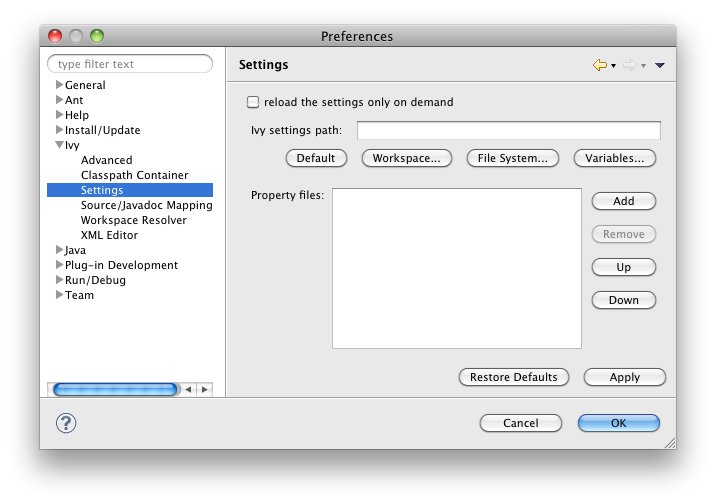 Preferences
type filter text
General
Ant
Help
Install/Update
Ivy
Advanced
Classpath Container
Settings
Source/Javadoc Mapping
Workspace Resolver
XML Editor
Java
Plug-in Development
Run/Debug
Team
Settings
reload the settings only on demand
Ivy settings path:
Default Workspace... File System... Variables...
Property files:
Add
Remove
Up
Down
Restore Defaults Apply
? Cancel OK